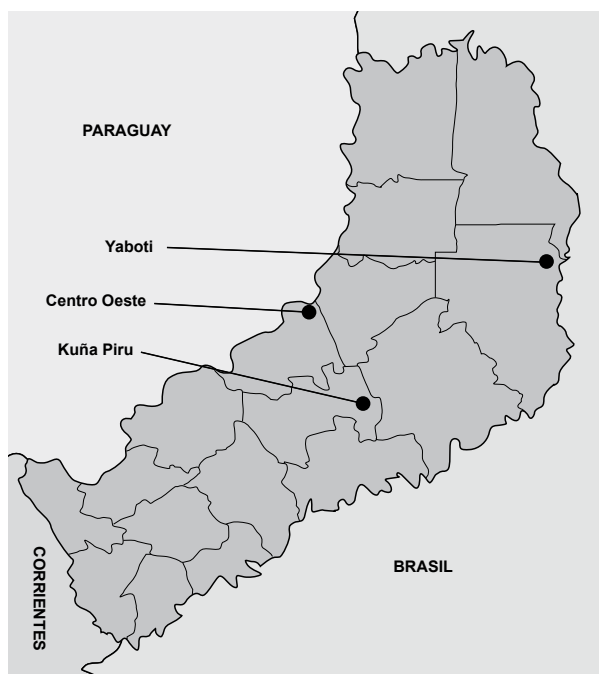 PARAGUAY
Yaboti
Centro Oeste
Kuña Piru
CORRIENTES
BRASIL